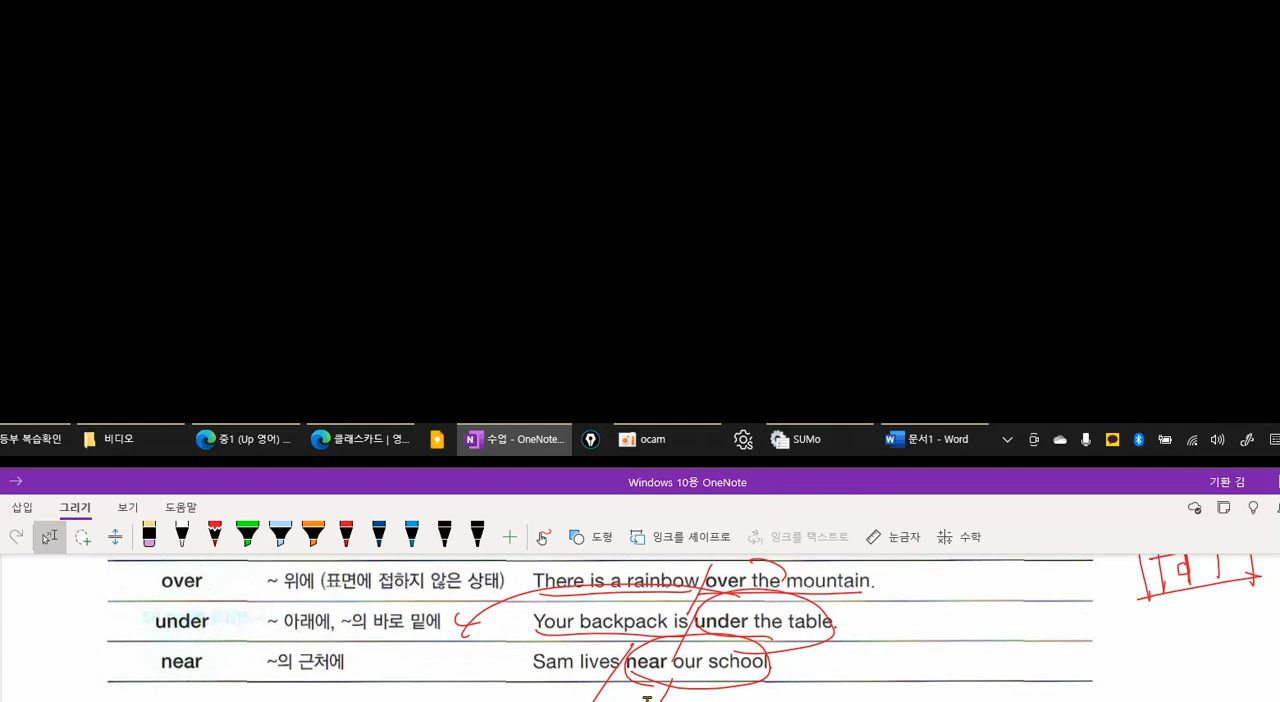 등부 복습확인 비디오 중1 (Up 영어) ... 클래스카드 | 영... 수업 - OneNote... ocam SUMo 문서1 - Word
Windows 10용 OneNote 기환 김
삽입 그리기 보기 도움말
도형 잉크를 셰이프로 잉크를 텍스트로 눈금자 수학
over ~ 위에 (표면에 접하지 않은 상태) There is a rainbow over the mountain.
under ~ 아래에, ~의 바로 밑에 Your backpack is under the table.
near ~의 근처에 Sam lives near our school.